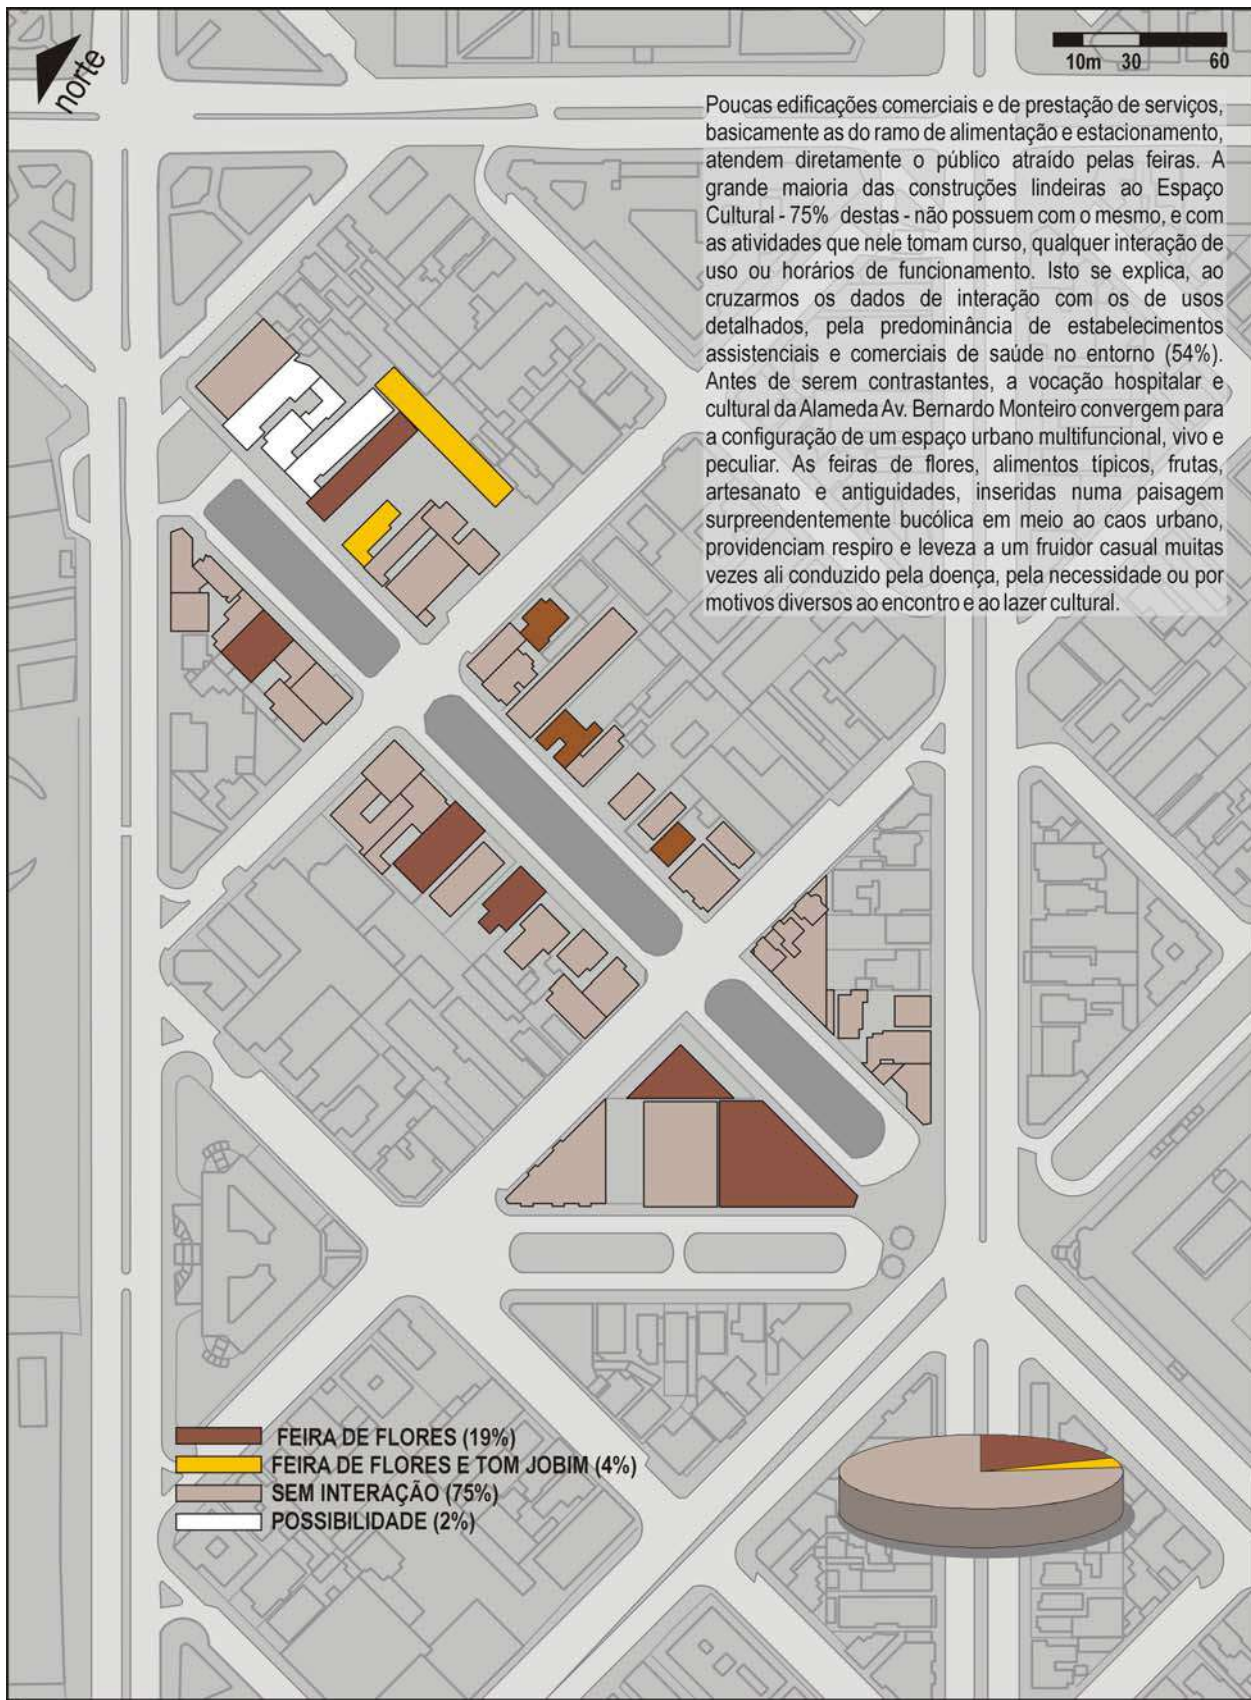 norte
10m 30 60
Poucas edificações comerciais e de prestação de serviços,
basicamente as do ramo de alimentação e estacionamento,
atendem diretamente o público atraído pelas feiras. A
grande maioria das construções lindeiras ao Espaço
Cultural - 75% destas - não possuem com o mesmo, e com
as atividades que nele tomam curso, qualquer interação de
uso ou horários de funcionamento. Isto se explica, ao
cruzarmos os dados de interação com os de usos
detalhados, pela predominância de estabelecimentos
assistenciais e comerciais de saúde no entorno (54%).
Antes de serem contrastantes, a vocação hospitalar e
cultural da Alameda Av. Bernardo Monteiro convergem para
a configuração de um espaço urbano multifuncional, vivo e
peculiar. As feiras de flores, alimentos típicos, frutas,
artesanato e antiguidades, inseridas numa paisagem
surpreendentemente bucólica em meio ao caos urbano,
providenciam respiro e leveza a um fruidor casual muitas
vezes ali conduzido pela doença, pela necessidade ou por
motivos diversos ao encontro e ao lazer cultural.
FEIRA DE FLORES (19%)
FEIRA DE FLORES E TOM JOBIM (4%)
SEM INTERAÇÃO (75%)
POSSIBILIDADE (2%)